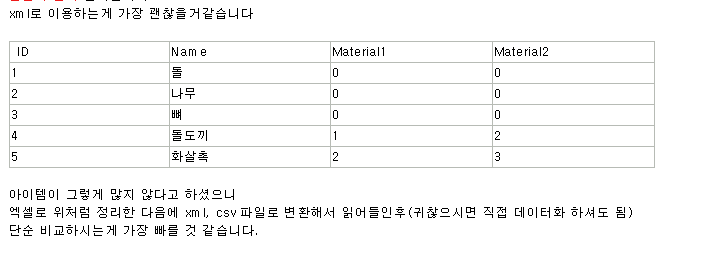 xml로 이용하는게 가장 괜찮을거같습니다
ID Name Material1 Material2
1 돌 0 0
2 나무 0 0
3 뼈 0 0
4 돌도끼 1 2
5 화살촉 2 3
아이템이 그렇게 많지 않다고 하셨으니
엑셀로 위처럼 정리한 다음에 xml, csv파일로 변환해서 읽어들인후(귀찮으시면 직접 데이터화 하셔도 됨)
단순 비교하시는게 가장 빠를 것 같습니다.